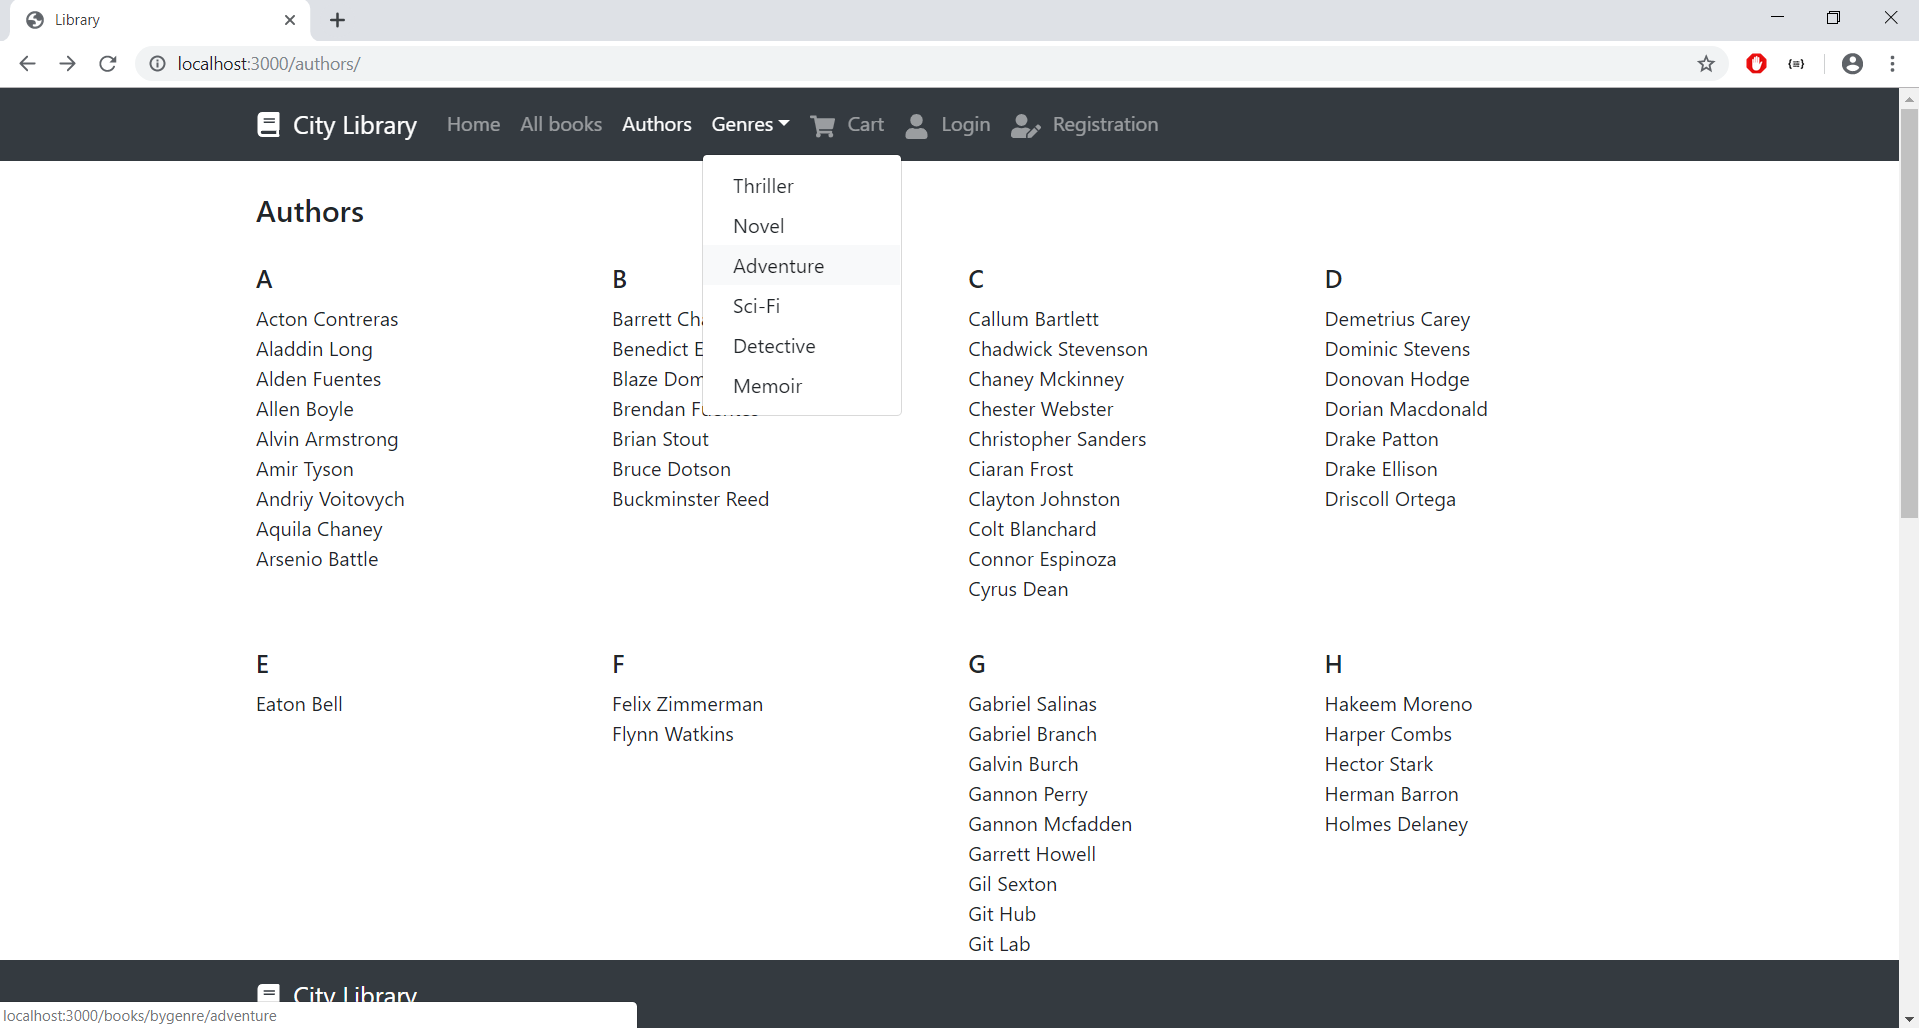 Library
localhost:3000/authors/
City Library Home All books Authors Genres Cart Login Registration
Thriller
Novel
Adventure
Sci-Fi
Detective
Memoir
Authors
A
Acton Contreras
Aladdin Long
Alden Fuentes
Allen Boyle
Alvin Armstrong
Amir Tyson
Andriy Voitovych
Aquila Chaney
Arsenio Battle
B
Barrett
Benedict
Blaze
Brendan Fuentes
Brian Stout
Bruce Dotson
Buckminster Reed
C
Callum Bartlett
Chadwick Stevenson
Chaney Mckinney
Chester Webster
Christopher Sanders
Ciaran Frost
Clayton Johnston
Colt Blanchard
Connor Espinoza
Cyrus Dean
D
Demetrius Carey
Dominic Stevens
Donovan Hodge
Dorian Macdonald
Drake Patton
Drake Ellison
Driscoll Ortega
E
Eaton Bell
F
Felix Zimmerman
Flynn Watkins
G
Gabriel Salinas
Gabriel Branch
Galvin Burch
Gannon Perry
Gannon Mcfadden
Garrett Howell
Gil Sexton
Git Hub
Git Lab
H
Hakeem Moreno
Harper Combs
Hector Stark
Herman Barron
Holmes Delaney
City Library
localhost:3000/books/bygenre/adventure